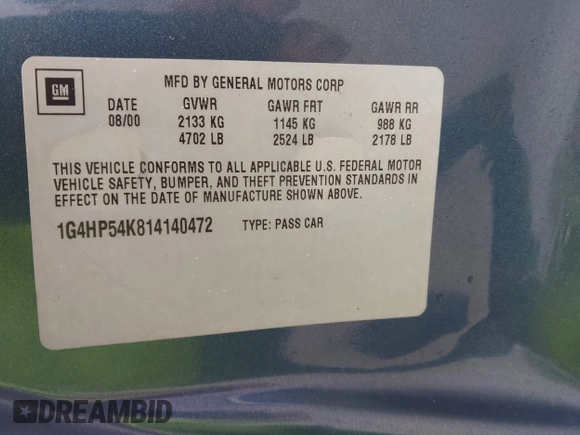 GM
MFD BY GENERAL MOTORS CORP
DATE GVWR GAWR FRT GAWR RR
08/00 2133 KG 1145 KG 988 KG
4702 LB 2524 LB 2178 LB
THIS VEHICLE CONFORMS TO ALL APPLICABLE U.S. FEDERAL MOTOR
VEHICLE SAFETY, BUMPER, AND THEFT PREVENTION STANDARDS IN
EFFECT ON THE DATE OF MANUFACTURE SHOWN ABOVE.
1G4HP54K814140472 TYPE: PASS CAR
DREAMBID